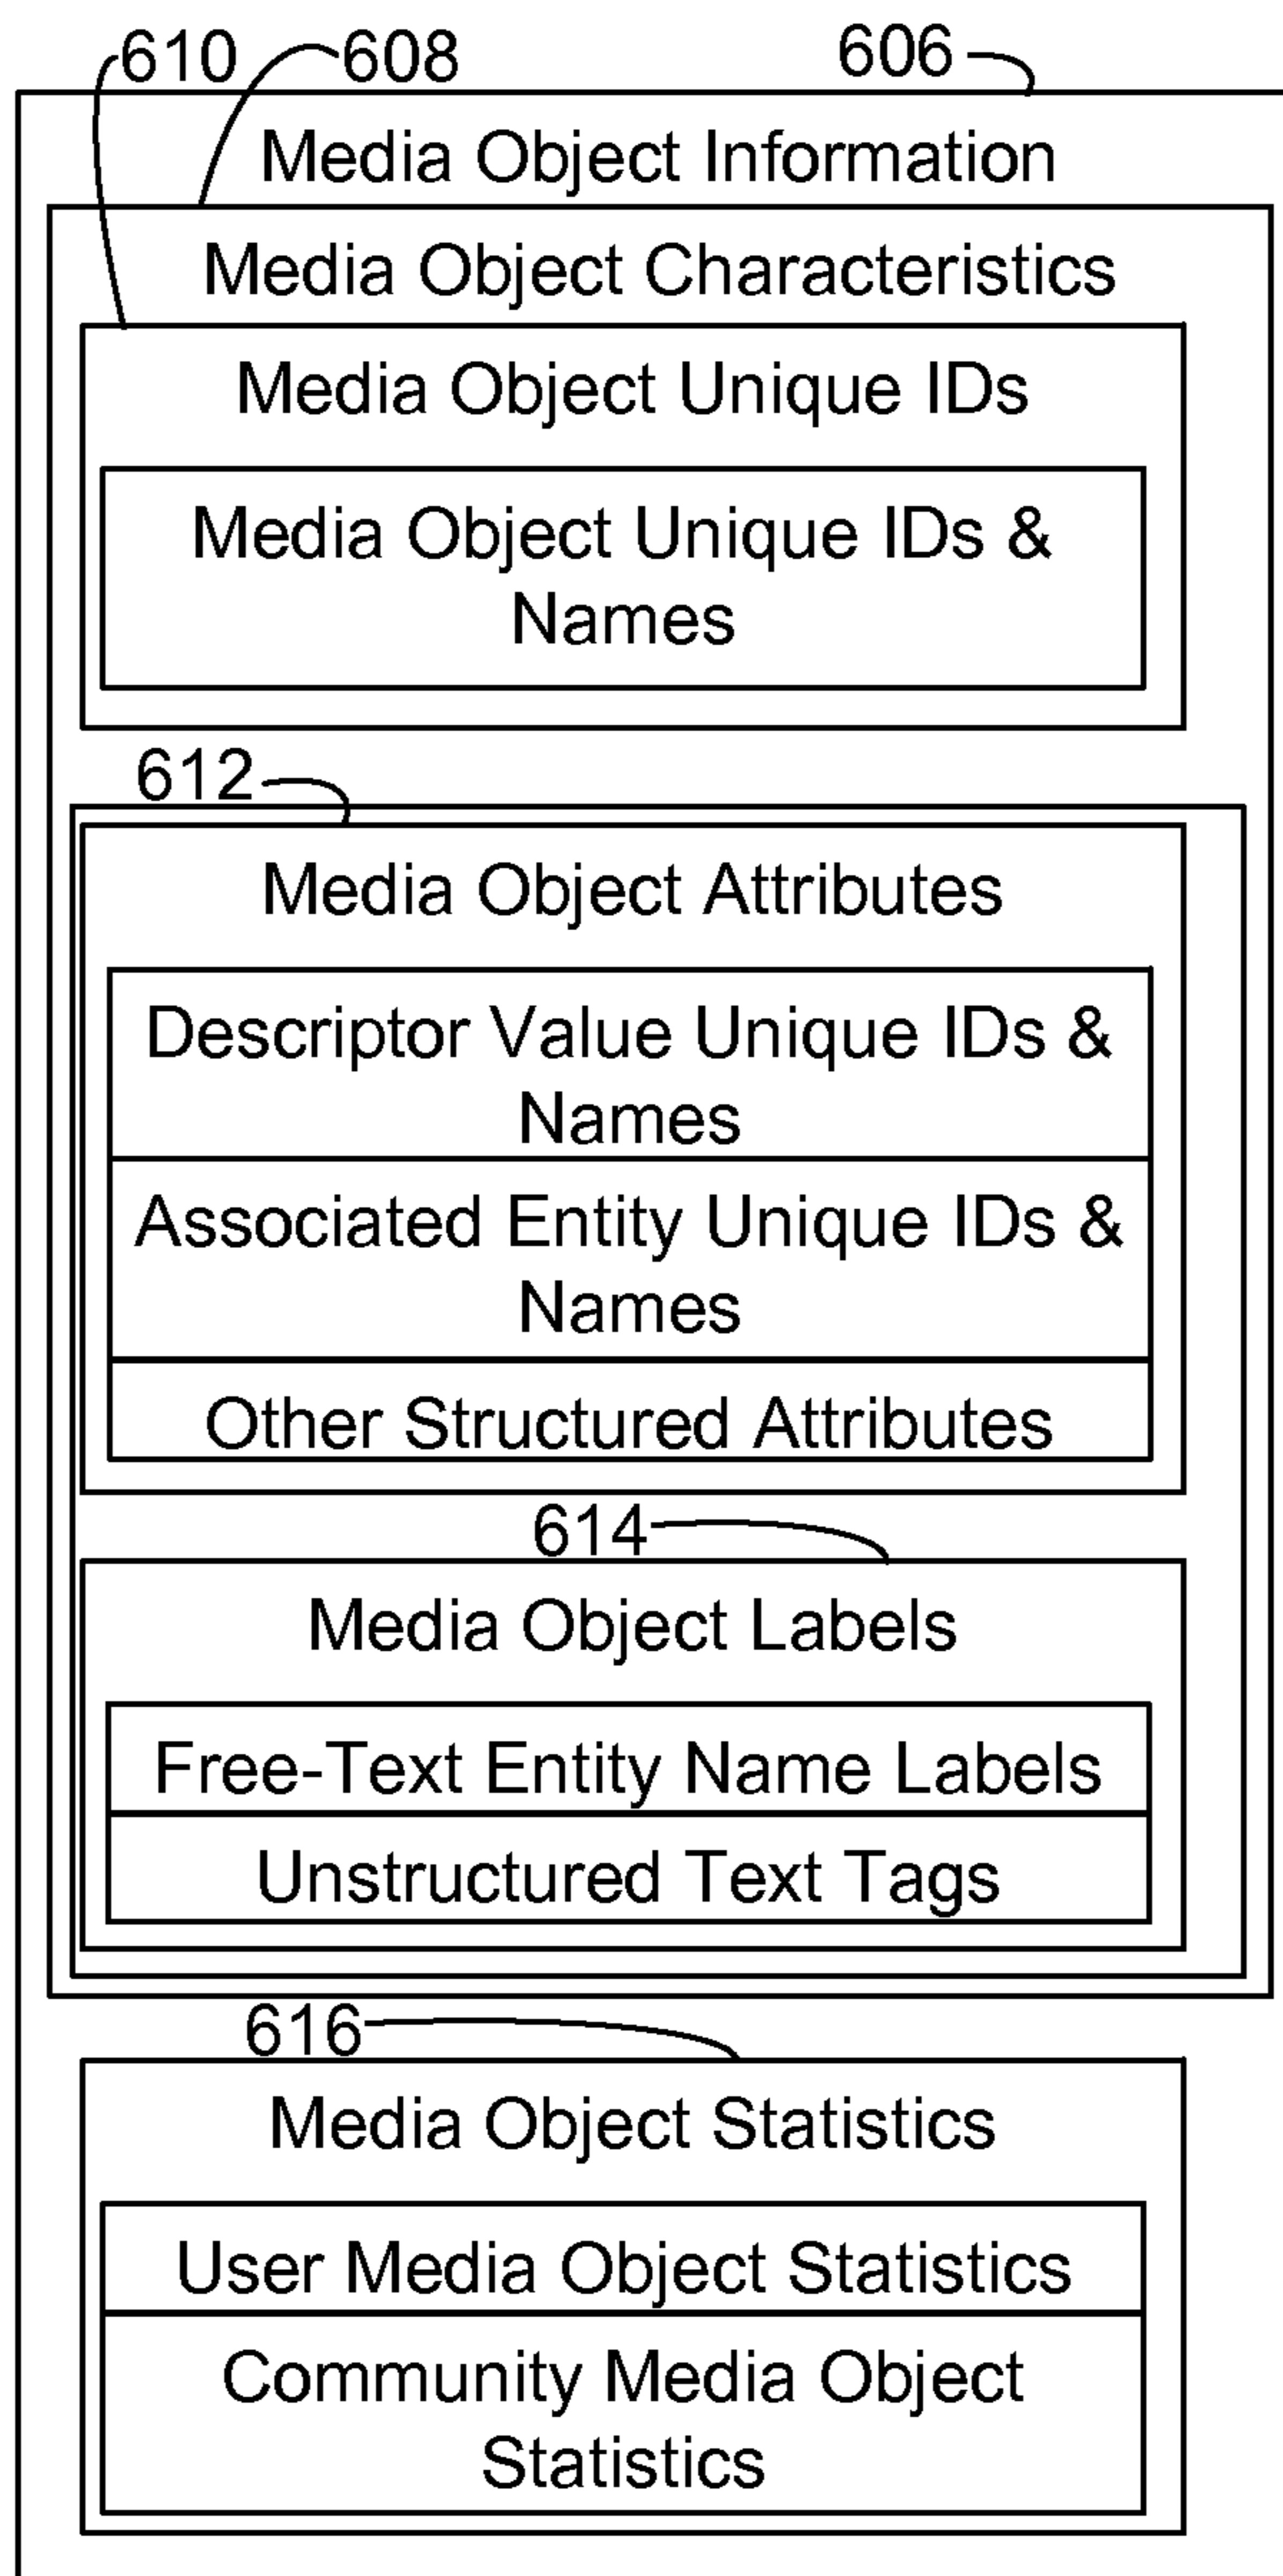 610 608 606
Media Object Information
Media Object Characteristics
Media Object Unique IDs
Media Object Unique IDs &
Names
612
Media Object Attributes
Descriptor Value Unique IDs &
Names
Associated Entity Unique IDs &
Names
Other Structured Attributes
614
Media Object Labels
Free-Text Entity Name Labels
Unstructured Text Tags
616
Media Object Statistics
User Media Object Statistics
Community Media Object
Statistics